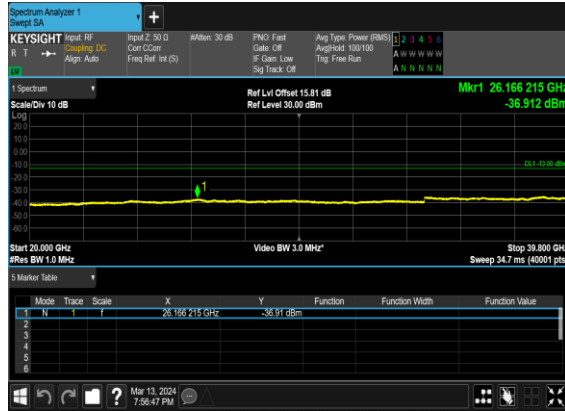 Spectrum Analyzer 1
Swept SA
KEYSIGHT Input: RF Input Z: 50 Ω #Atten: 30 dB PNO: Fast Avg Type: Power (RMS) 1 2 3 4 5 6
R T Coupling: DC Corr CCorr Gate: Off Avg|Hold: 100/100 A W W W W W
Align: Auto Freq Ref: Int (S) IF Gain: Low Trig: Free Run
Sig Track: Off A N N N N N
1 Spectrum Ref Lvl Offset 15.81 dB Mkr1 26.166 215 GHz
Scale/Div 10 dB Ref Level 30.00 dBm -36.912 dBm
Log
20.0
10.0
0.00
-10.0 DL1 -13.00 dBm
-20.0
-30.0 1
-40.0
-50.0
-60.0
Start 20.000 GHz Video BW 3.0 MHz* Stop 39.800 GHz
#Res BW 1.0 MHz Sweep 34.7 ms (40001 pts)
5 Marker Table
Mode Trace Scale X Y Function Function Width Function Value
1 N 1 f 26.166 215 GHz -36.91 dBm
2
3
4
5
6
? Mar 13, 2024
7:56:47 PM